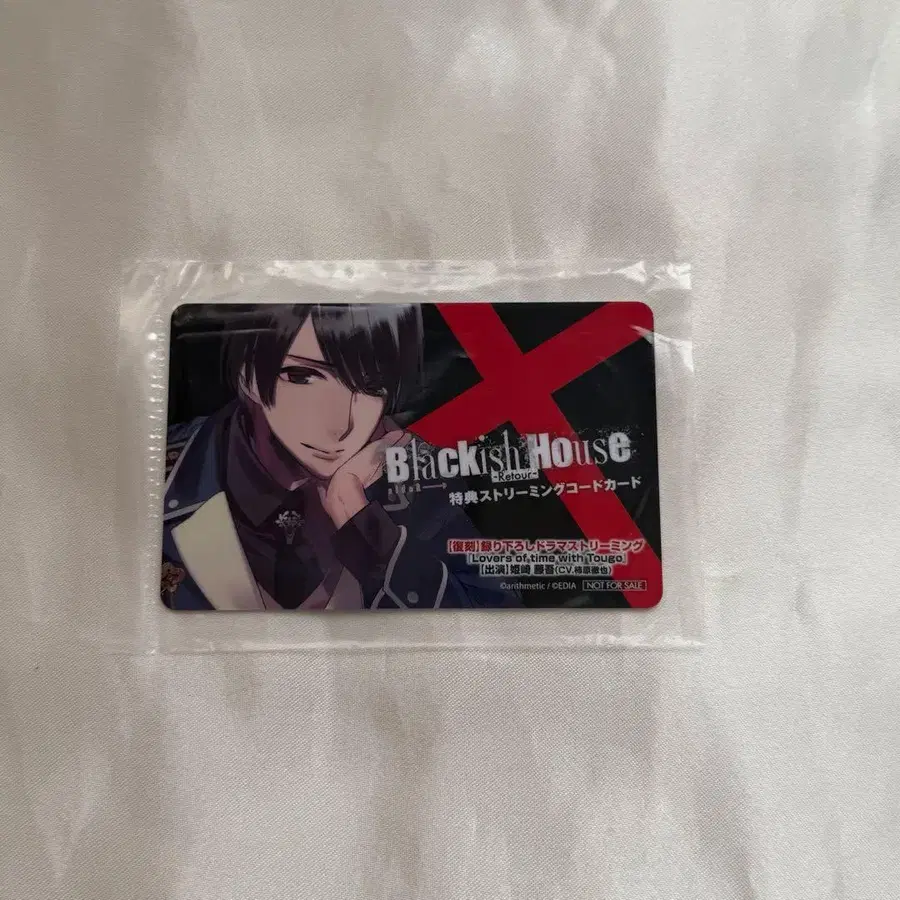 Blackish House
-Retour-
sideA
特典ストリーミングコードカード
【復刻】録り下ろしドラマストリーミング
『Lovers of time with Tougo』
【出演】姫崎 藤吾(CV.柿原徹也)
©arithmetic / ©EDIA NOT FOR SALE